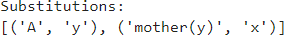 Substitutions:
[('A', 'y'), ('mother(y)', 'x')]